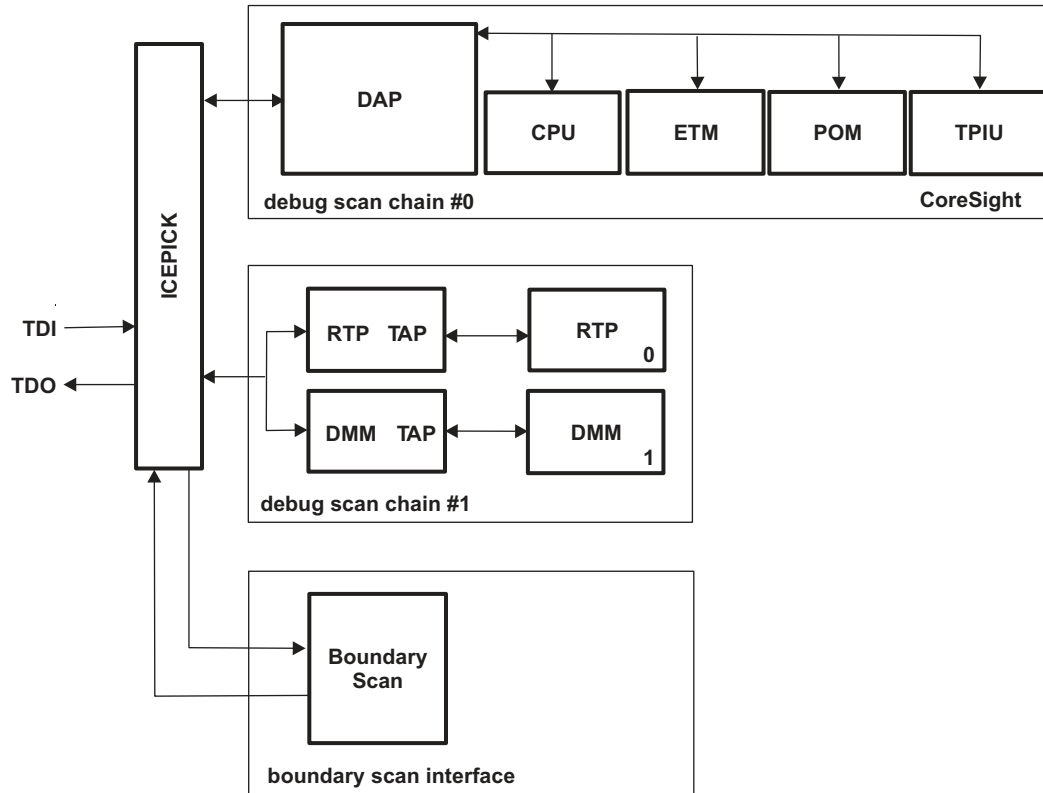 DAP
CPU
ETM
POM
TPIU
debug scan chain #0
CoreSight
ICEPICK
TDI
TDO
RTP TAP
RTP
0
DMM TAP
DMM
1
debug scan chain #1
Boundary
Scan
boundary scan interface